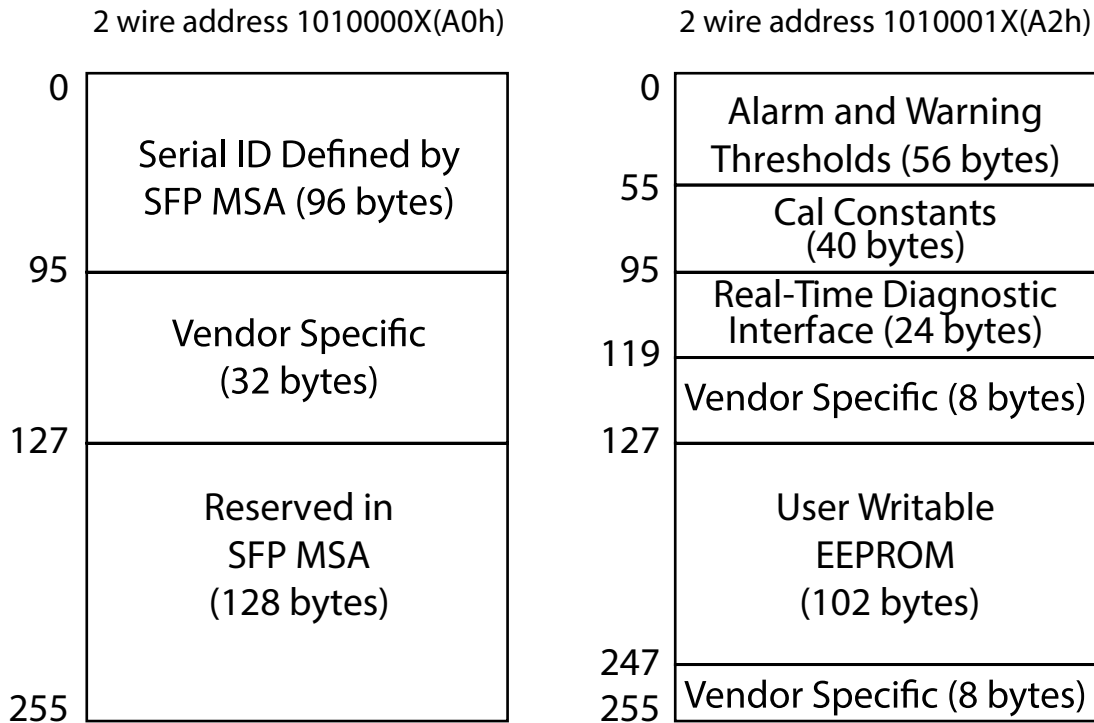 2 wire address 1010000X(A0h)
0
Serial ID Defined by
SFP MSA (96 bytes)
95
Vendor Specific
(32 bytes)
127
Reserved in
SFP MSA
(128 bytes)
255
2 wire address 1010001X(A2h)
0
Alarm and Warning
Thresholds (56 bytes)
55
Cal Constants
(40 bytes)
95
Real-Time Diagnostic
Interface (24 bytes)
119
Vendor Specific (8 bytes)
127
User Writable
EEPROM
(102 bytes)
247
Vendor Specific (8 bytes)
255